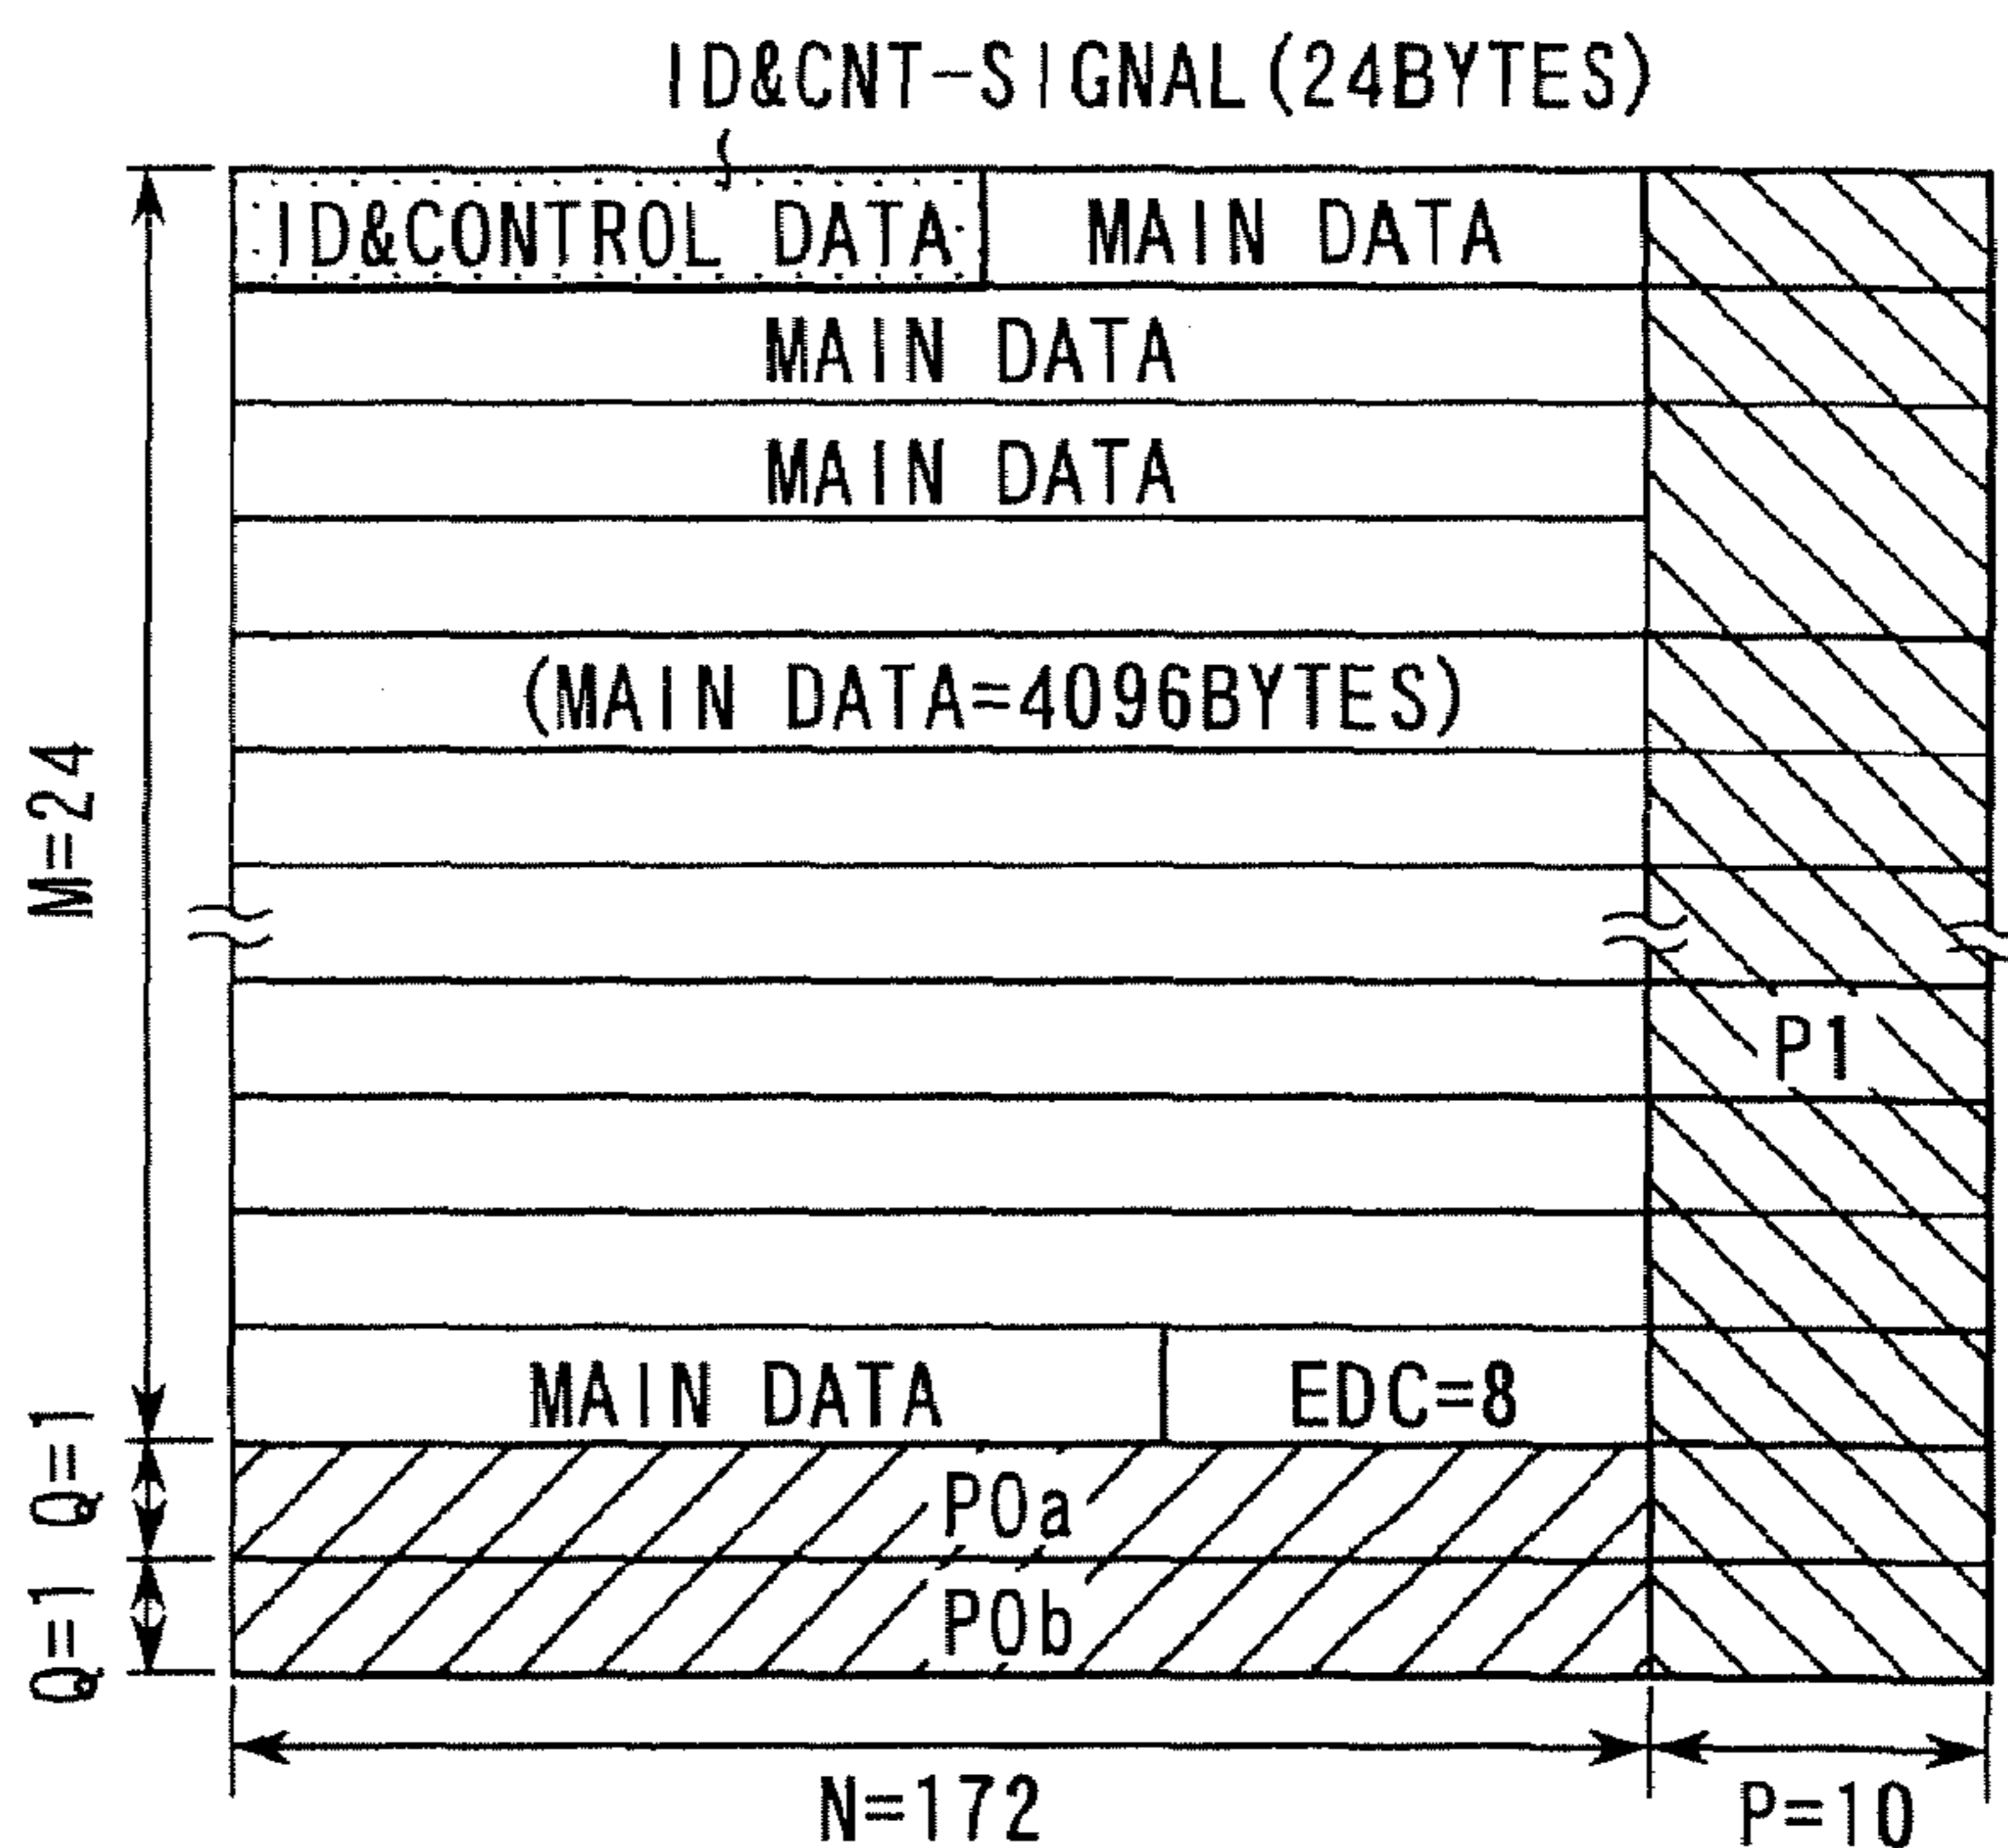 ID&CNT-SIGNAL(24BYTES)
ID&CONTROL DATA
MAIN DATA
MAIN DATA
MAIN DATA
(MAIN DATA=4096BYTES)
M=24
P1
MAIN DATA
EDC=8
Q=1
P0a
Q=1
P0b
N=172
P=10